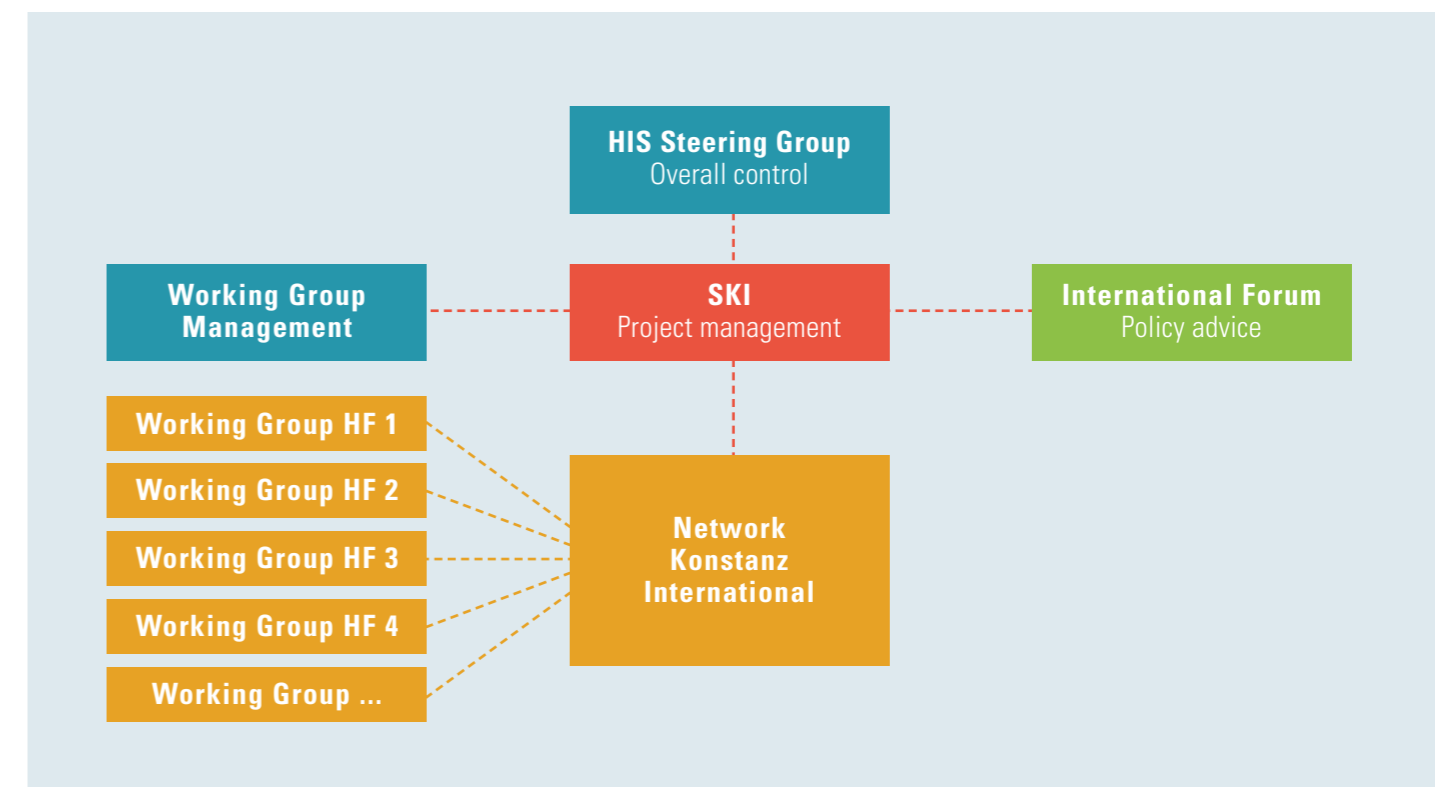 HIS Steering Group
Overall control
Working Group
Management
SKI
Project management
International Forum
Policy advice
Working Group HF 1
Working Group HF 2
Working Group HF 3
Working Group HF 4
Working Group ...
Network
Konstanz
International